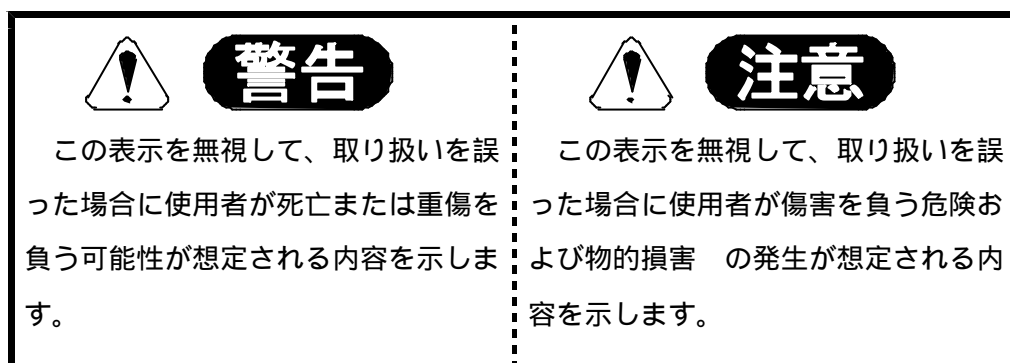 警告
　この表示を無視して、取り扱いを誤
った場合に使用者が死亡または重傷を
負う可能性が想定される内容を示しま
す。
注意
　この表示を無視して、取り扱いを誤
った場合に使用者が傷害を負う危険お
よび物的損害　の発生が想定される内
容を示します。